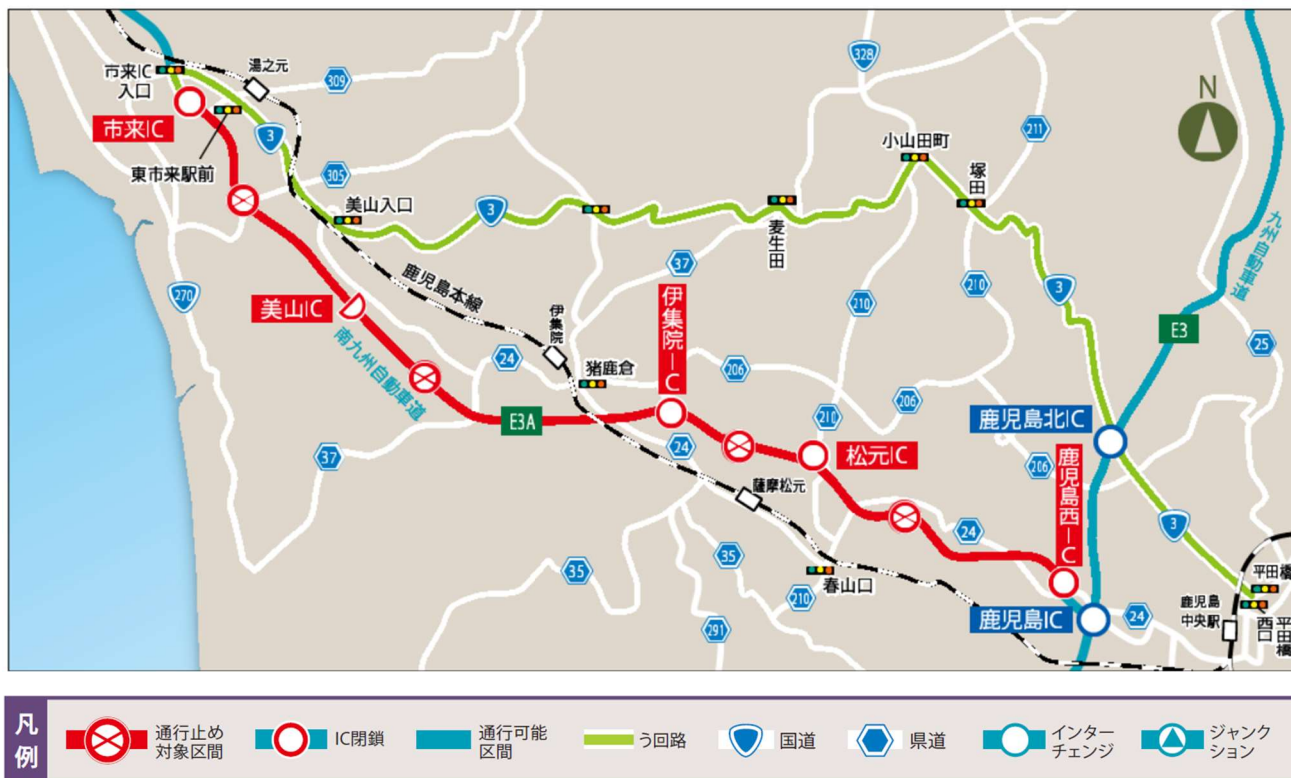 市来IC
入口
湯之元
309
328
N
市来IC
3
211
小山田町
東市来駅前
305
美山入口
3
塚田
麦生田
九州自動車道
270
鹿児島本線
37
210
210
3
美山IC
伊集院IC
E3
南九州自動車道
伊集院
25
24
猪鹿倉
206
206
210
鹿児島北IC
E3A
37
24
松元IC
206
鹿児島西IC
薩摩松元
3
24
35
35
春山口
平田橋
210
鹿児島
中央駅
西口
平田橋
291
鹿児島IC
24
凡例
通行止め
対象区間
IC閉鎖
通行可能
区間
う回路
国道
県道
インター
チェンジ
ジャンク
ション